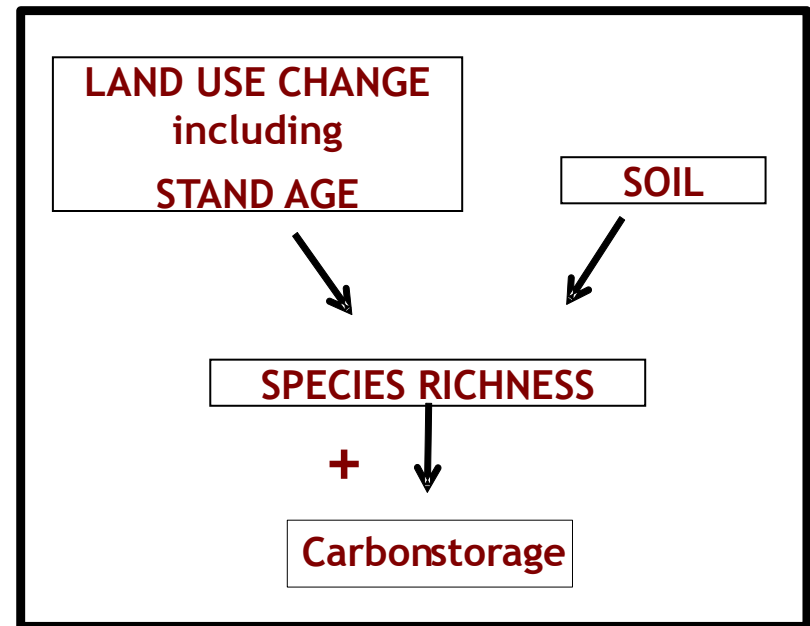 LAND USE CHANGE
including
STAND AGE
SOIL
SPECIES RICHNESS
+
Carbonstorage